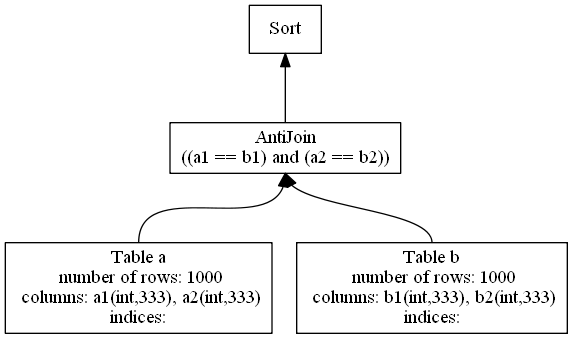 Sort
AntiJoin
((a1 == b1) and (a2 == b2))
Table a
number of rows: 1000
columns: a1(int,333), a2(int,333)
indices:
Table b
number of rows: 1000
columns: b1(int,333), b2(int,333)
indices: